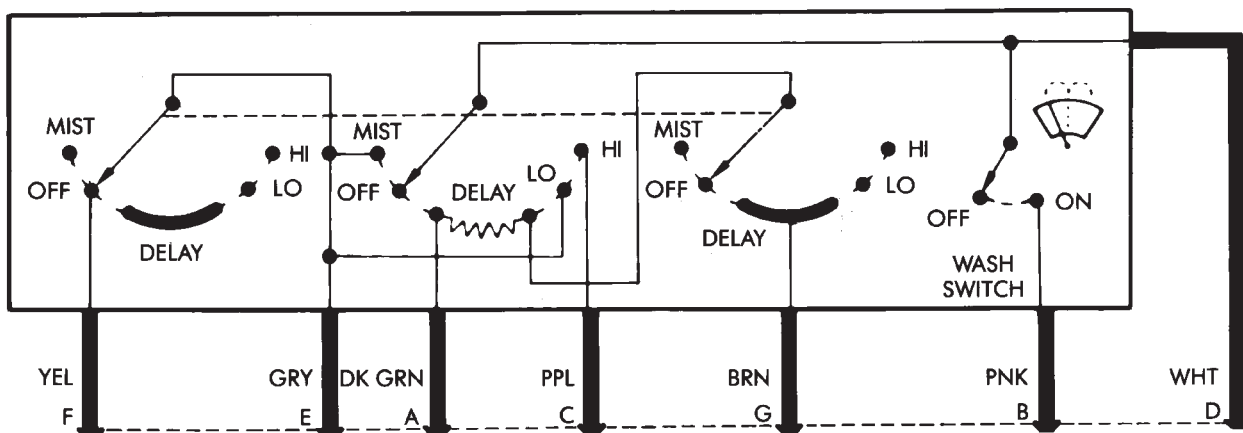 MIST
OFF
DELAY
HI
LO
MIST
OFF
DELAY
LO
HI
MIST
OFF
DELAY
HI
LO
OFF
ON
WASH
SWITCH
YEL
GRY
DK GRN
PPL
BRN
PNK
WHT
F
E
A
C
G
B
D